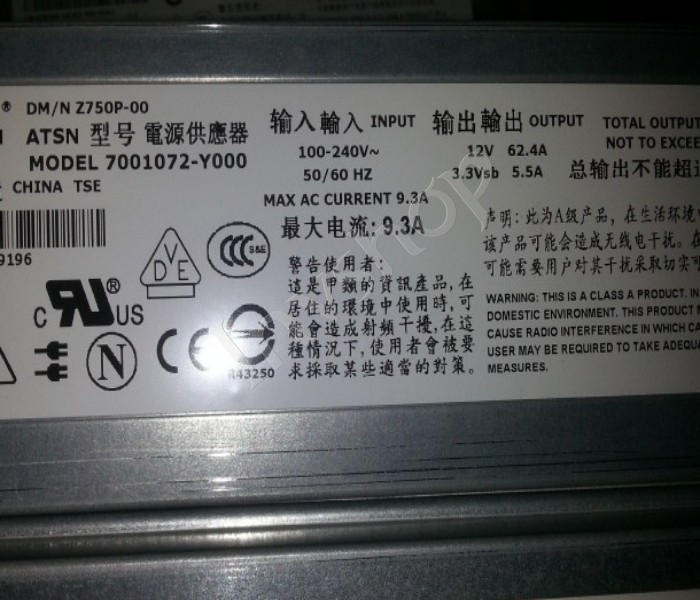 ® DM/N Z750P-00
ATSN 型号 電源供應器
MODEL 7001072-Y000
CHINA TSE
9196
输入輸入 INPUT
100-240V~
50/60 HZ
MAX AC CURRENT 9.3A
最大电流: 9.3A
输出輸出 OUTPUT
12V 62.4A
3.3Vsb 5.5A
TOTAL OUTPUT
NOT TO EXCEE
总输出不能超过
DVE
CCC S&E
c RU ® US
N
CE
R43250
警告使用者:
這是甲類的資訊產品,在
居住的環境中使用時,可
能會造成射頻干擾,在這
種情況下,使用者會被要
求採取某些適當的對策。
声明: 此为A级产品, 在生活环境
该产品可能会造成无线电干扰。在
可能需要用户对其干扰采取切实可
WARNING: THIS IS A CLASS A PRODUCT. IN
DOMESTIC ENVIRONMENT. THIS PRODUCT M
CAUSE RADIO INTERFERENCE IN WHICH CA
USER MAY BE REQUIRED TO TAKE ADEQUA
MEASURES.